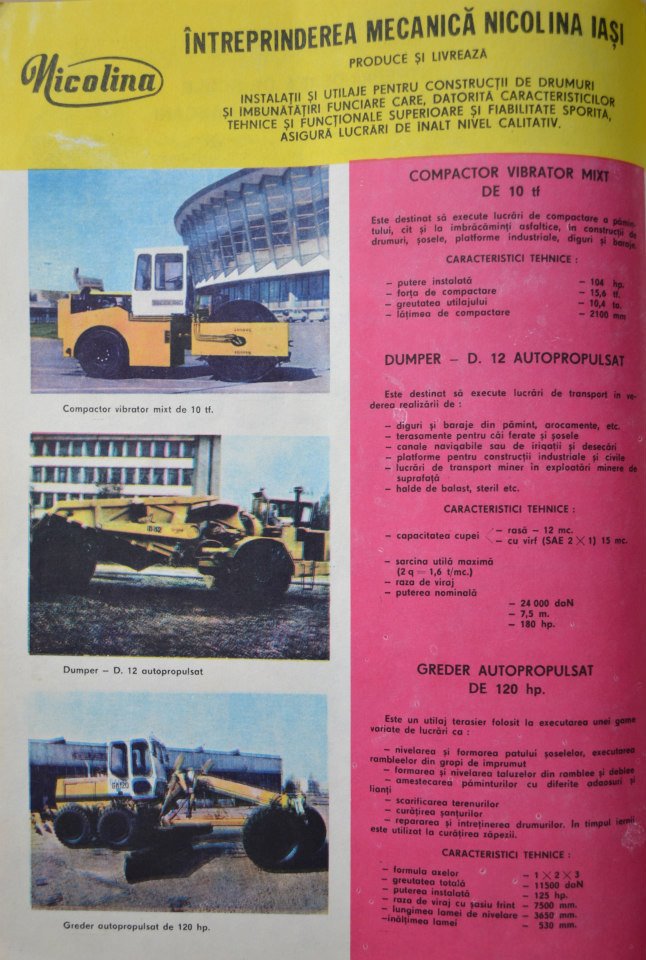 Nicolina
ÎNTREPRINDEREA MECANICĂ NICOLINA IAȘI
PRODUCE ȘI LIVREAZĂ
INSTALAȚII ȘI UTILAJE PENTRU CONSTRUCȚII DE DRUMURI
ȘI ÎMBUNĂTĂȚIRI FUNCIARE CARE, DATORITĂ CARACTERISTICILOR
TEHNICE ȘI FUNCȚIONALE SUPERIOARE ȘI FIABILITATE SPORITĂ,
ASIGURĂ LUCRĂRI DE ÎNALT NIVEL CALITATIV.
Compactor vibrator mixt de 10 tf.
Dumper – D. 12 autopropulsat
Greder autopropulsat de 120 hp.
COMPACTOR VIBRATOR MIXT
DE 10 tf
Este destinat să execute lucrări de compactare a pămîn-
tului, cît și la îmbrăcăminți asfaltice, în construcții de
drumuri, șosele, platforme industriale, diguri și baraje.
CARACTERISTICI TEHNICE :
– putere instalată – 104 hp.
– forța de compactare – 15,6 tf.
– greutatea utilajului – 10,4 to.
– lățimea de compactare – 2100 mm
DUMPER – D. 12 AUTOPROPULSAT
Este destinat să execute lucrări de transport în ve-
derea realizării de :
– diguri și baraje din pămînt, arocamente, etc.
– terasamente pentru căi ferate și șosele
– canale navigabile sau de irigații și desecări
– platforme pentru construcții industriale și civile
– lucrări de transport miner în exploatări miniere de
suprafață
– halde de balast, steril etc.
CARACTERISTICI TEHNICE :
– capacitatea cupei – rasă – 12 mc.
– cu vîrf (SAE 2 × 1) 15 mc.
– sarcina utilă maximă
(2 q = 1,6 t/mc.)
– raza de viraj
– puterea nominală
– 24 000 daN
– 7,5 m.
– 180 hp.
GREDER AUTOPROPULSAT
DE 120 hp.
Este un utilaj terasier folosit la executarea unei game
variate de lucrări ca :
– nivelarea și formarea patului șoselelor, executarea
rambleelor din gropi de împrumut
– formarea și nivelarea taluzelor din ramblee și deblee
– amestecarea pămînturilor cu diferite adaosuri și
lianți
– scarificarea terenurilor
– curățirea șanțurilor
– repararea și întreținerea drumurilor. În timpul iernii
este utilizat la curățirea zăpezii.
CARACTERISTICI TEHNICE :
– formula axelor – 1 × 2 × 3
– greutatea totală – 11500 daN
– puterea instalată – 125 hp.
– raza de viraj cu șasiu frînt – 7500 mm.
– lungimea lamei de nivelare – 3650 mm.
–înălțimea lamei – 530 mm.